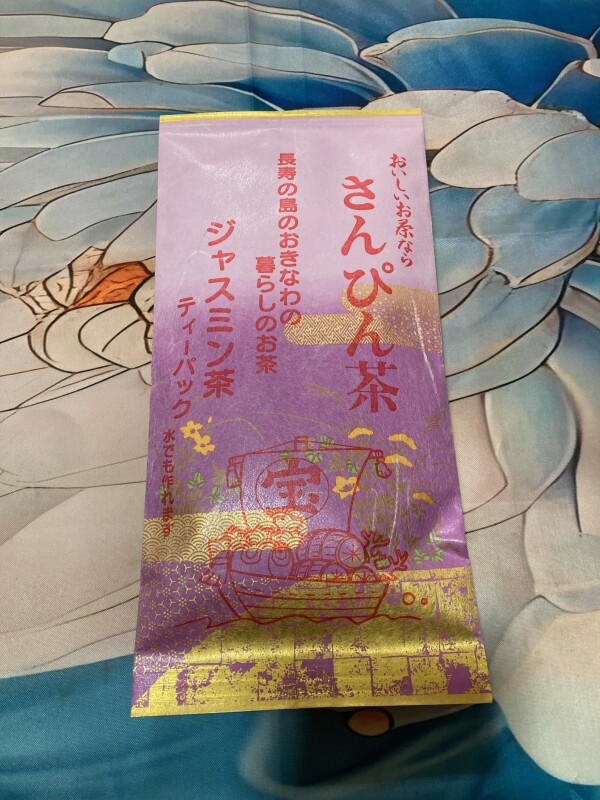 おいしいお茶なら
さんぴん茶
長寿の島のおきなわの
暮らしのお茶
ジャスミン茶
ティーパック
水でも作れます
宝